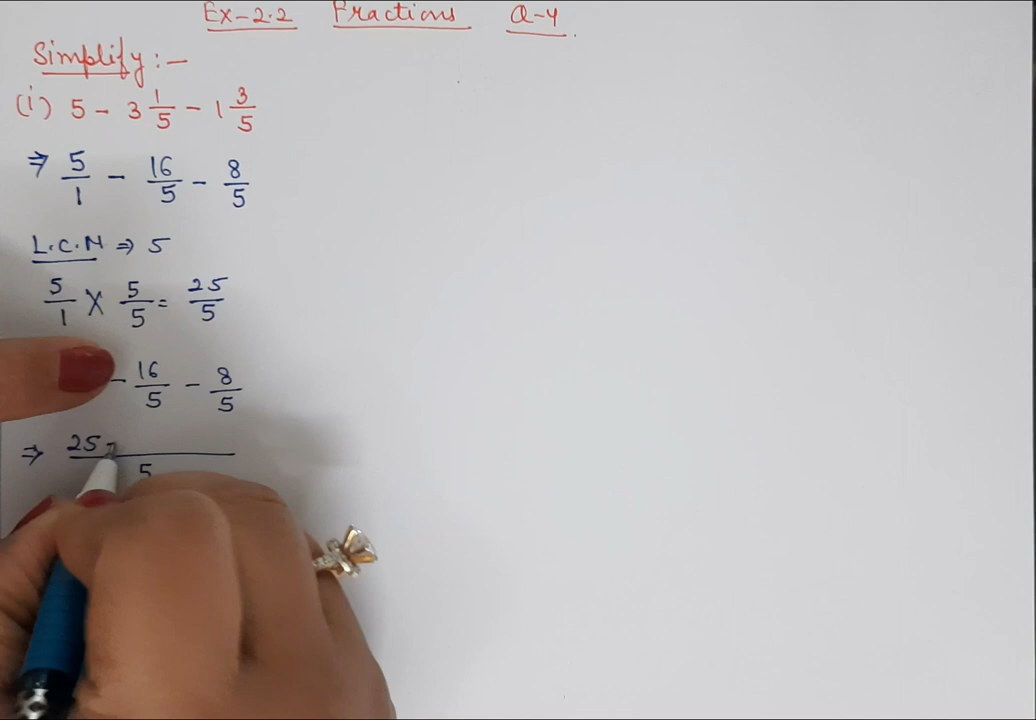 Ex-2.2 Fractions Q-4
Simplify :-
(i) 5 - 3 1/5 - 1 3/5
⇒ 5/1 - 16/5 - 8/5
L.C.M ⇒ 5
5/1 X 5/5 = 25/5
- 16/5 - 8/5
⇒ 25 - / 5